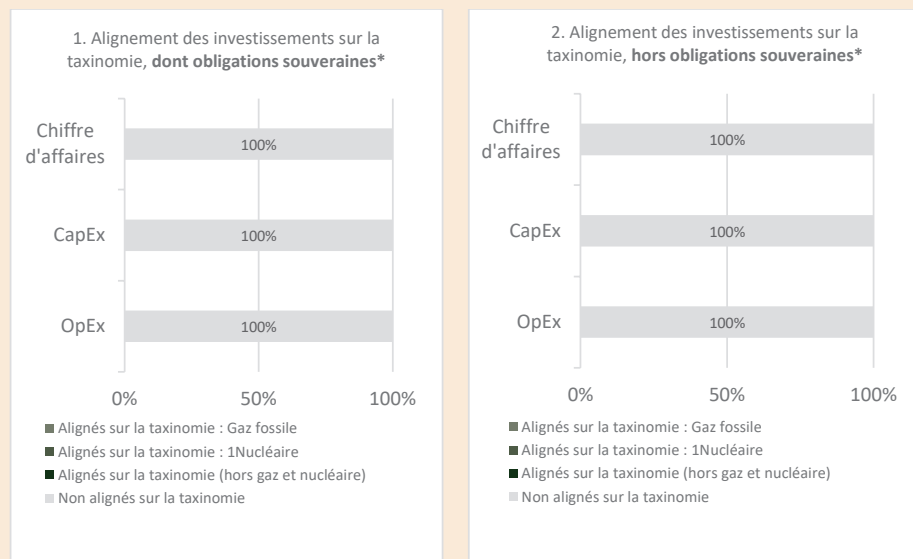 1. Alignement des investissements sur la
taxinomie, dont obligations souveraines*
Chiffre
d'affaires
100%
CapEx
100%
OpEx
100%
0%
50%
100%
Alignés sur la taxinomie : Gaz fossile
Alignés sur la taxinomie : 1Nucléaire
Alignés sur la taxinomie (hors gaz et nucléaire)
Non alignés sur la taxinomie
2. Alignement des investissements sur la
taxinomie, hors obligations souveraines*
Chiffre
d'affaires
100%
CapEx
100%
OpEx
100%
0%
50%
100%
Alignés sur la taxinomie : Gaz fossile
Alignés sur la taxinomie : 1Nucléaire
Alignés sur la taxinomie (hors gaz et nucléaire)
Non alignés sur la taxinomie